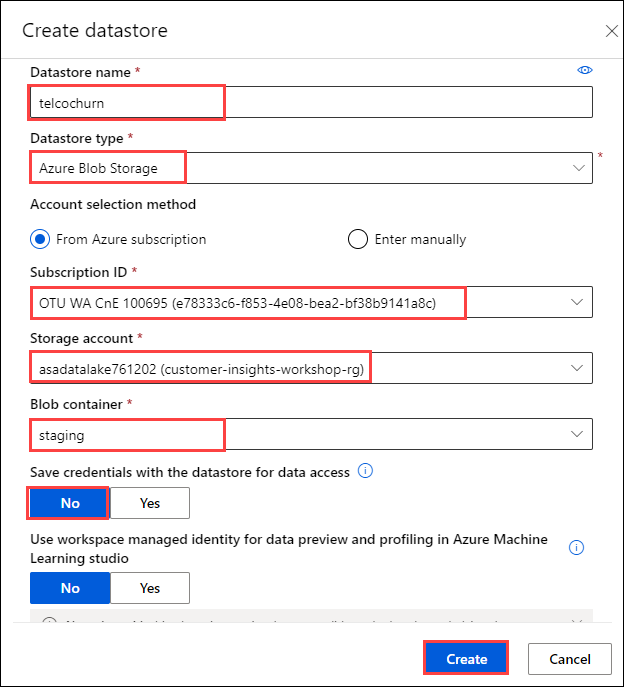 Create datastore
Datastore name *
telcochurn
Datastore type *
Azure Blob Storage
*
Account selection method
From Azure subscription
Enter manually
Subscription ID *
OTU WA CnE 100695 (e78333c6-f853-4e08-bea2-bf38b9141a8c)
Storage account *
asadatalake761202 (customer-insights-workshop-rg)
Blob container *
staging
Save credentials with the datastore for data access
No
Yes
Use workspace managed identity for data preview and profiling in Azure Machine
Learning studio
No
Yes
Create
Cancel